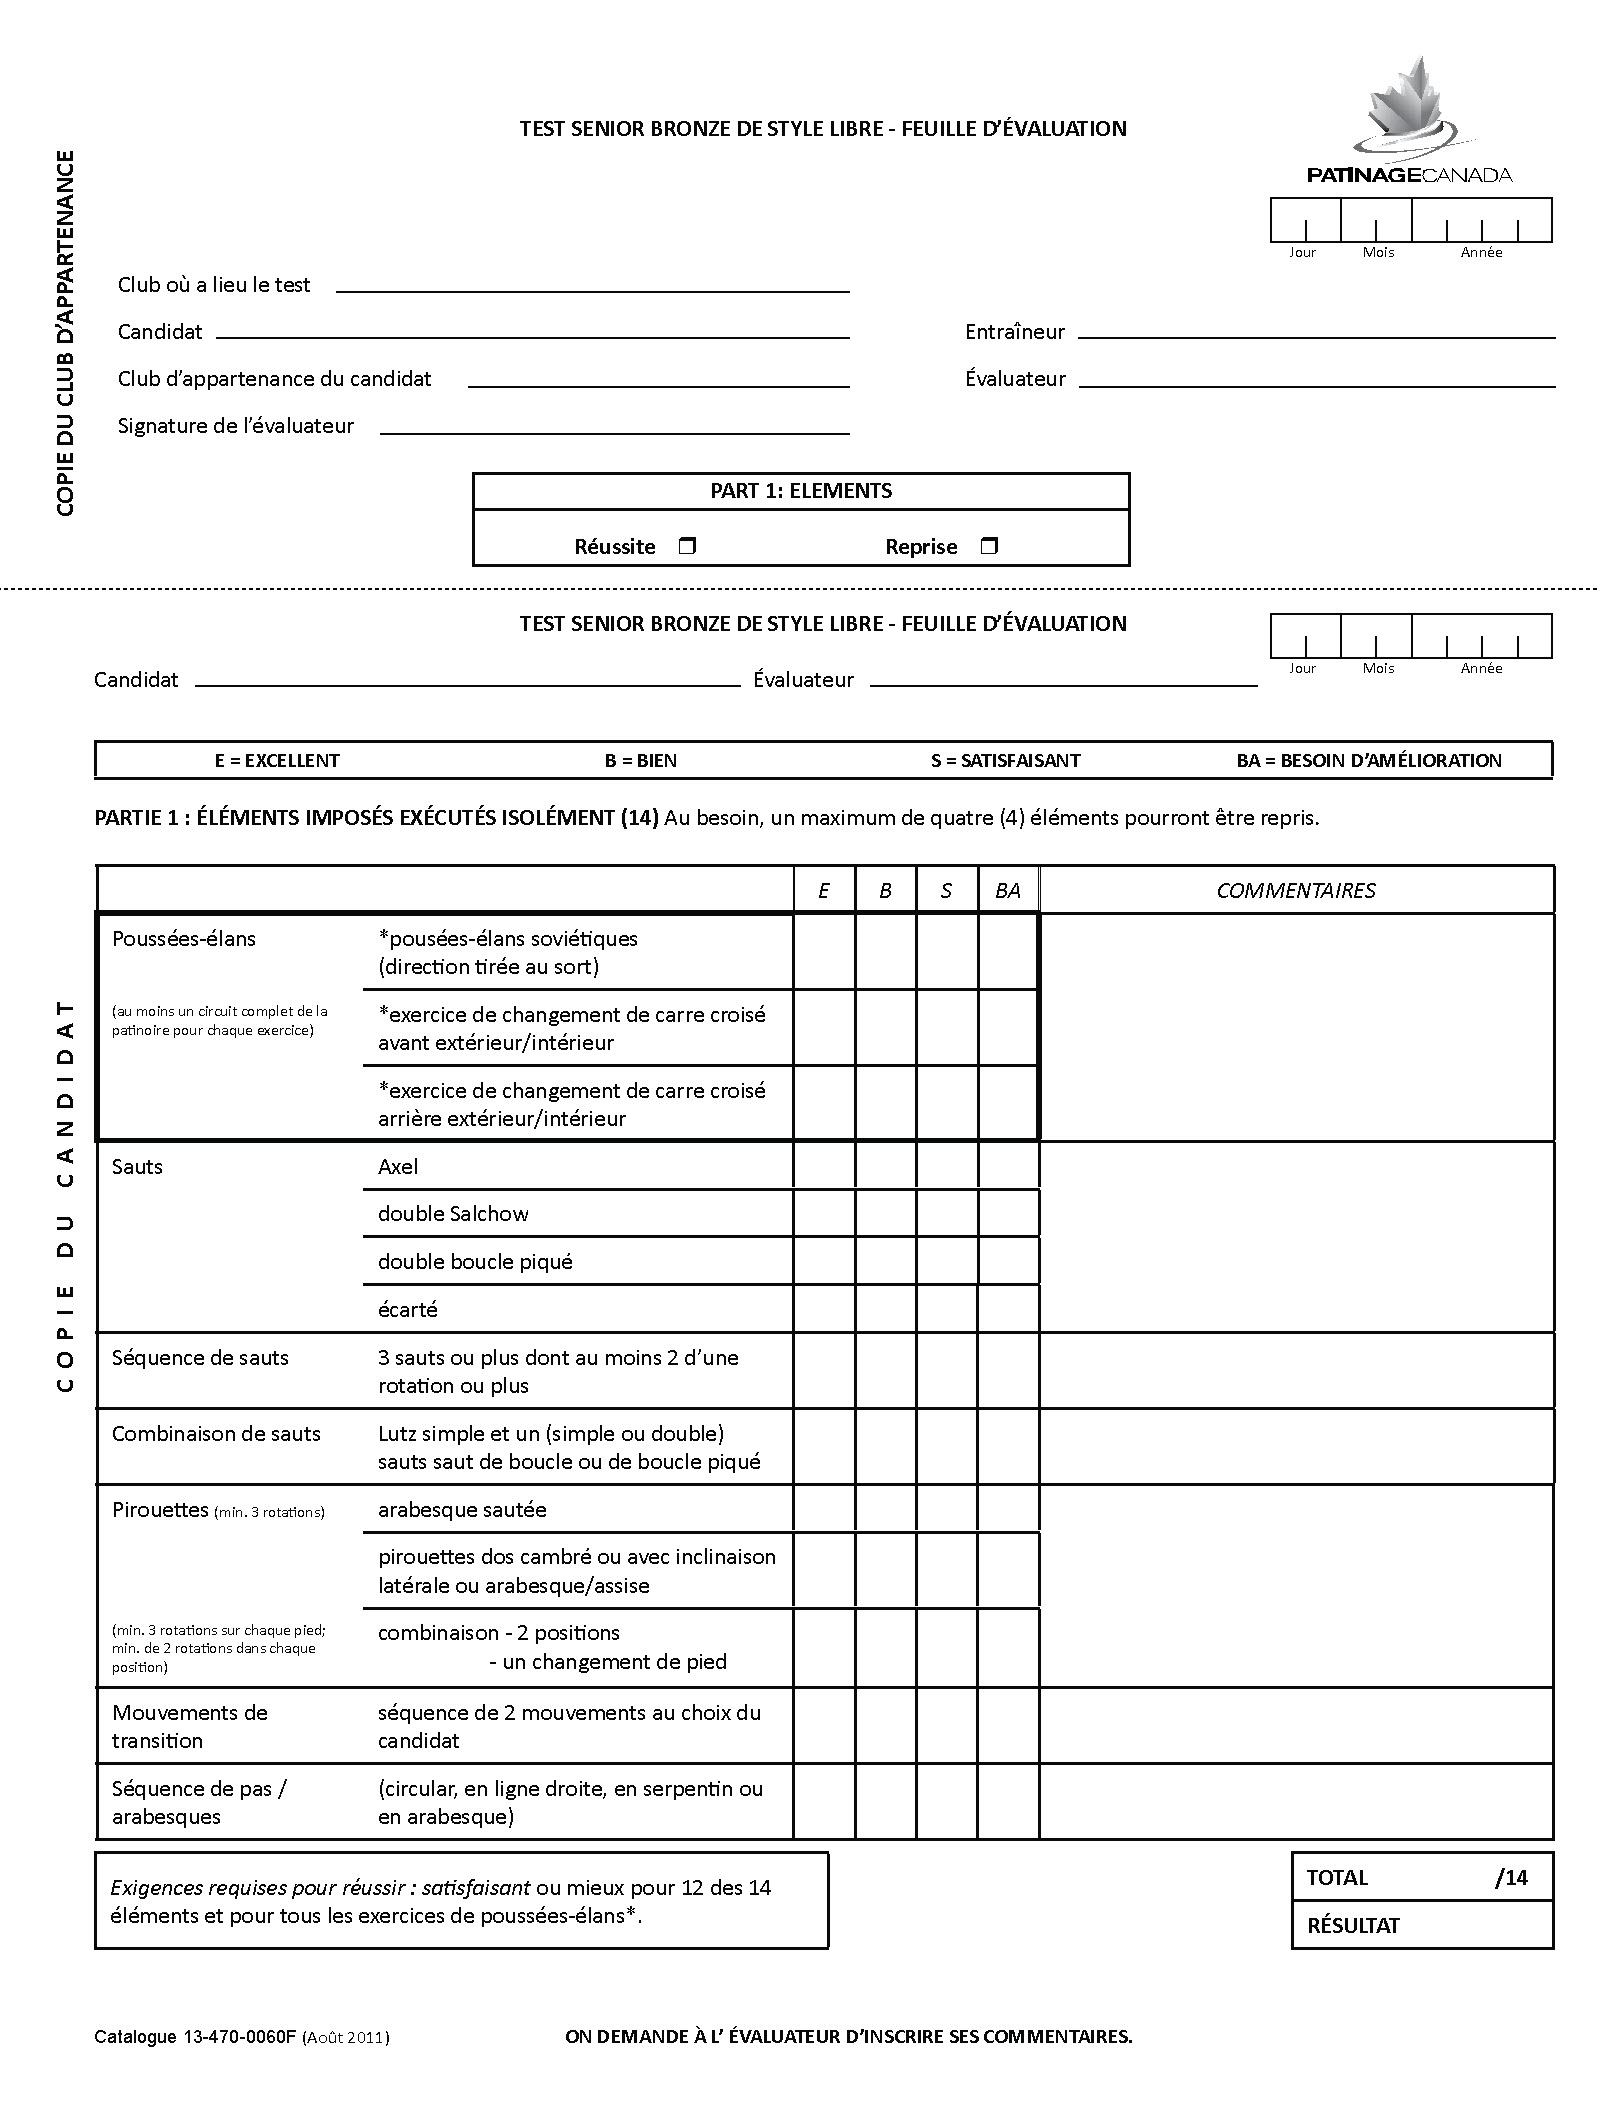 TEST SENIOR BRONZE DE STYLE LIBRE - FEUILLE D’ÉVALUATION
PATINAGE CANADA
Jour Mois Année
COPIE DU CLUB D’APPARTENANCE
Club où a lieu le test
Candidat Entraîneur
Club d’appartenance du candidat Évaluateur
Signature de l’évaluateur
PART 1: ELEMENTS
Réussite ❒ Reprise ❒
TEST SENIOR BRONZE DE STYLE LIBRE - FEUILLE D’ÉVALUATION
Jour Mois Année
Candidat Évaluateur
E = EXCELLENT B = BIEN S = SATISFAISANT BA = BESOIN D’AMÉLIORATION
PARTIE 1 : ÉLÉMENTS IMPOSÉS EXÉCUTÉS ISOLÉMENT (14) Au besoin, un maximum de quatre (4) éléments pourront être repris.
COPIE DU CANDIDAT
E B S BA COMMENTAIRES
Poussées-élans
(au moins un circuit complet de la
patinoire pour chaque exercice)
*pousées-élans soviétiques
(direction tirée au sort)
*exercice de changement de carre croisé
avant extérieur/intérieur
*exercice de changement de carre croisé
arrière extérieur/intérieur
Sauts
Axel
double Salchow
double boucle piqué
écarté
Séquence de sauts
3 sauts ou plus dont au moins 2 d’une
rotation ou plus
Combinaison de sauts
Lutz simple et un (simple ou double)
sauts saut de boucle ou de boucle piqué
Pirouettes (min. 3 rotations)
arabesque sautée
pirouettes dos cambré ou avec inclinaison
latérale ou arabesque/assise
(min. 3 rotations sur chaque pied;
min. de 2 rotations dans chaque
position)
combinaison - 2 positions
- un changement de pied
Mouvements de
transition
séquence de 2 mouvements au choix du
candidat
Séquence de pas /
arabesques
(circular, en ligne droite, en serpentin ou
en arabesque)
Exigences requises pour réussir : satisfaisant ou mieux pour 12 des 14
éléments et pour tous les exercices de poussées-élans*.
TOTAL /14
RÉSULTAT
Catalogue 13-470-0060F (Août 2011) ON DEMANDE À L’ ÉVALUATEUR D’INSCRIRE SES COMMENTAIRES.